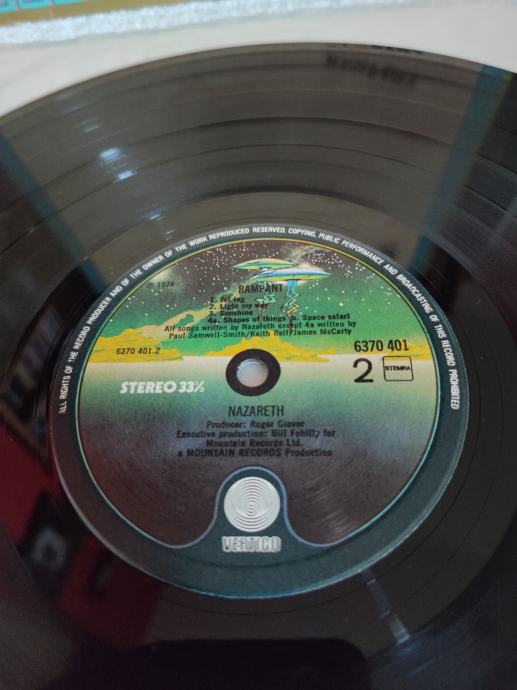 ALL RIGHTS OF THE RECORD PRODUCER AND OF THE OWNER OF THE WORK REPRODUCED RESERVED. COPYING, PUBLIC PERFORMANCE AND BROADCASTING OF THIS RECORD PROHIBITED
℗ 1974
RAMPANT
1. Jet lag
2. Light my way
3. Sunshine
4a. Shapes of things b. Space safari
All songs written by Nazareth except 4a written by
Paul Samwell-Smith/Keith Relf/James McCarty
6370 401.2
6370 401
STEREO 33⅓
2
STEMRA
NAZARETH
Producer: Roger Glover
Executive production: Bill Fehilly for
Mountain Records Ltd.
a MOUNTAIN RECORDS Production
VERTIGO